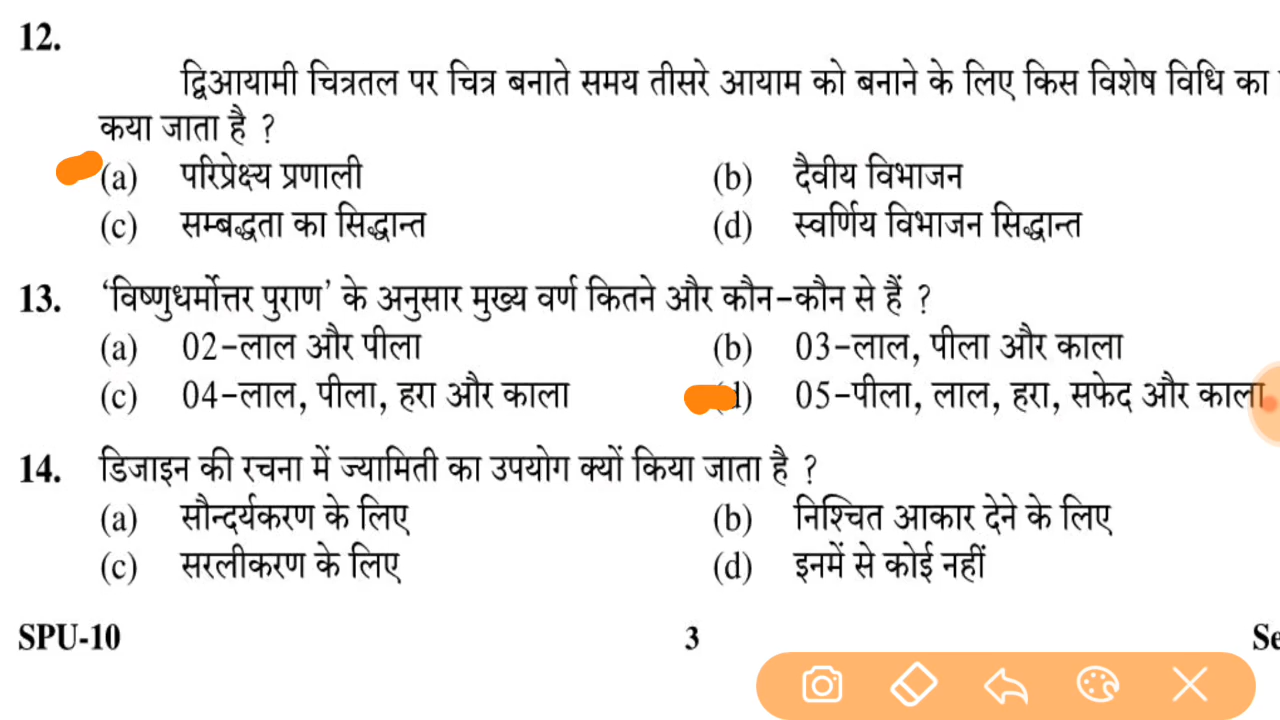 12.
द्विआयामी चित्रतल पर चित्र बनाते समय तीसरे आयाम को बनाने के लिए किस विशेष विधि का
कया जाता है ?
(a) परिप्रेक्ष्य प्रणाली (b) दैवीय विभाजन
(c) सम्बद्धता का सिद्धान्त (d) स्वर्णिय विभाजन सिद्धान्त
13. ‘विष्णुधर्मोत्तर पुराण’ के अनुसार मुख्य वर्ण कितने और कौन-कौन से हैं ?
(a) 02-लाल और पीला (b) 03-लाल, पीला और काला
(c) 04-लाल, पीला, हरा और काला (d) 05-पीला, लाल, हरा, सफेद और काला
14. डिजाइन की रचना में ज्यामिती का उपयोग क्यों किया जाता है ?
(a) सौन्दर्यकरण के लिए (b) निश्चित आकार देने के लिए
(c) सरलीकरण के लिए (d) इनमें से कोई नहीं
SPU-10 3 Se